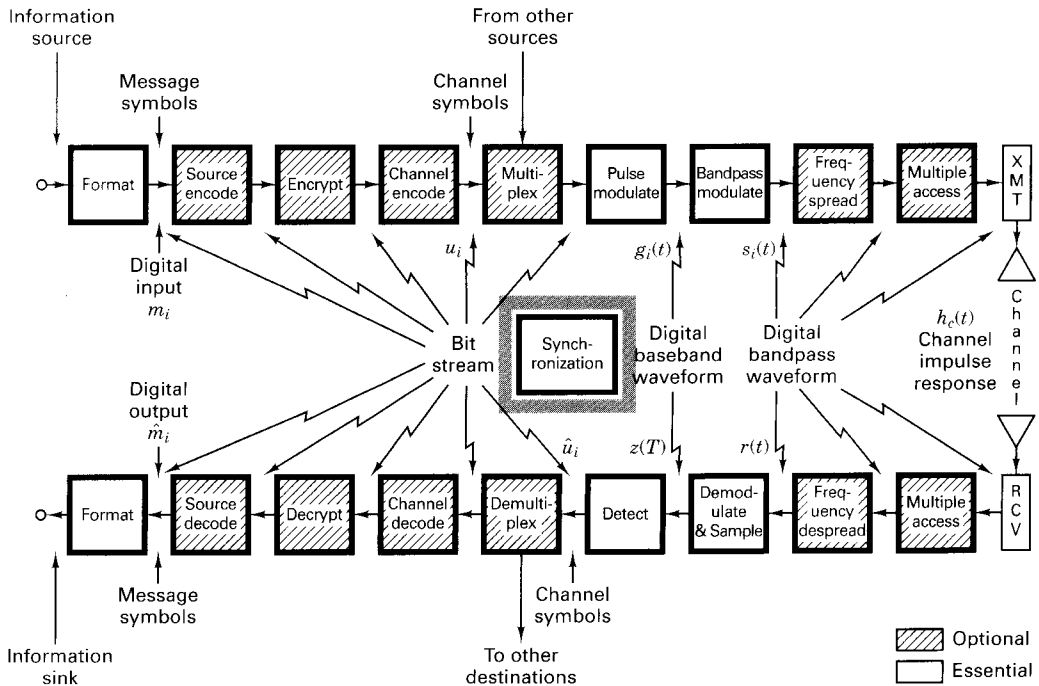 Information
source
From other
sources
Message
symbols
Channel
symbols
Format
Source
encode
Encrypt
Channel
encode
Multi-
plex
Pulse
modulate
Bandpass
modulate
Freq-
uency
spread
Multiple
access
X
M
T
Digital
input
m_i
u_i
g_i(t)
s_i(t)
Bit
stream
Synch-
ronization
Digital
baseband
waveform
Digital
bandpass
waveform
h_c(t)
Channel
impulse
response
C
h
a
n
n
e
l
Digital
output
m̂_i
û_i
z(T)
r(t)
Format
Source
decode
Decrypt
Channel
decode
Demulti-
plex
Detect
Demod-
ulate
& Sample
Freq-
uency
despread
Multiple
access
R
C
V
Message
symbols
Channel
symbols
Information
sink
To other
destinations
Optional
Essential